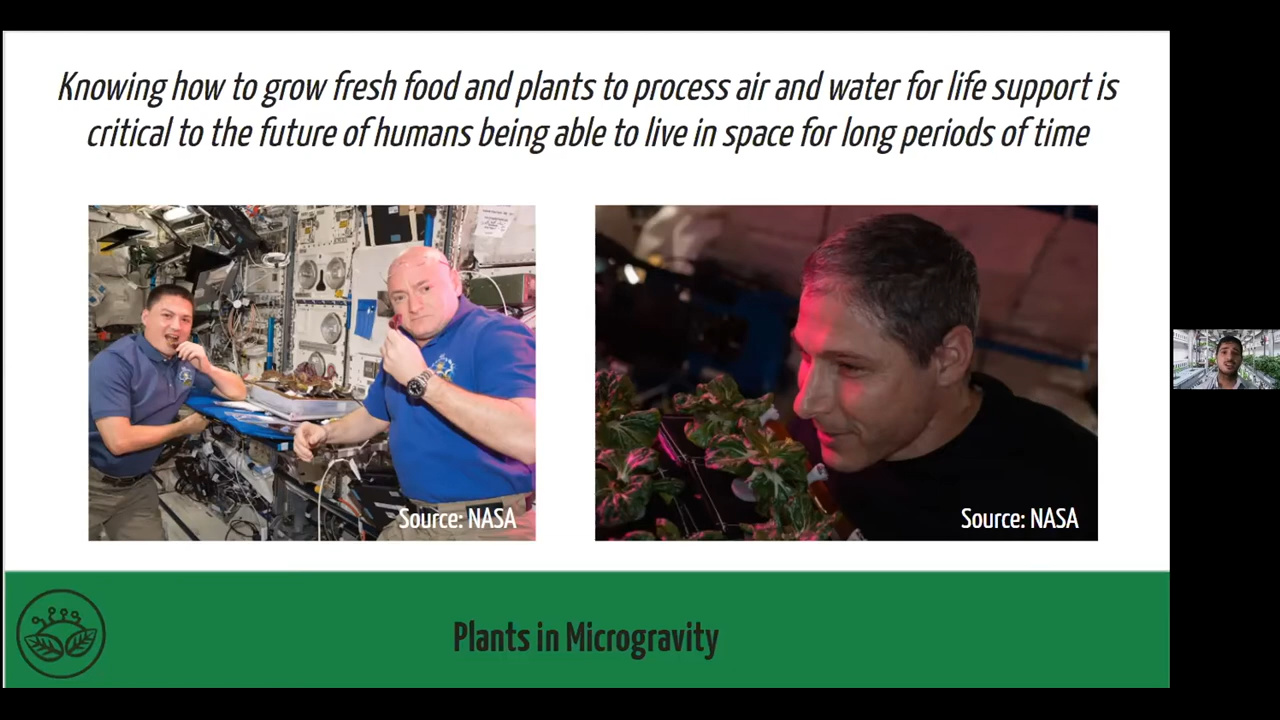 Knowing how to grow fresh food and plants to process air and water for life support is
critical to the future of humans being able to live in space for long periods of time
Source: NASA
Source: NASA
Plants in Microgravity